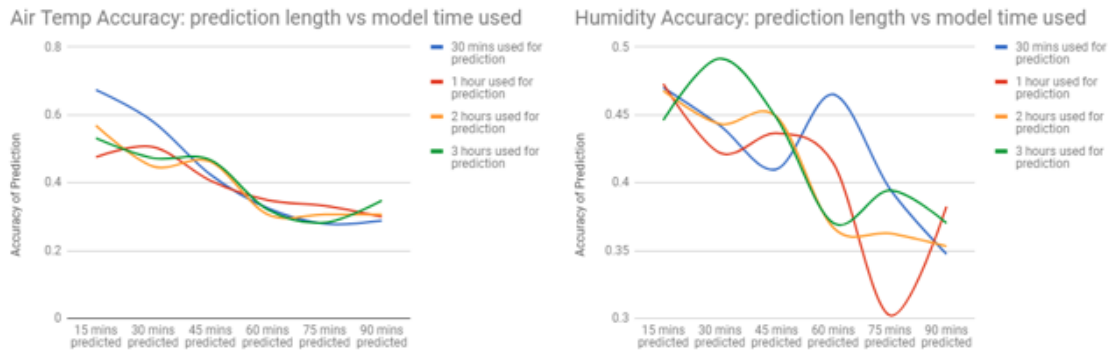 Air Temp Accuracy: prediction length vs model time used
0.8
0.6
0.4
0.2
0
Accuracy of Prediction
15 mins
predicted
30 mins
predicted
45 mins
predicted
60 mins
predicted
75 mins
predicted
90 mins
predicted
30 mins used for
prediction
1 hour used for
prediction
2 hours used for
prediction
3 hours used for
prediction
Humidity Accuracy: prediction length vs model time used
0.5
0.45
0.4
0.35
0.3
Accuracy of Prediction
15 mins
predicted
30 mins
predicted
45 mins
predicted
60 mins
predicted
75 mins
predicted
90 mins
predicted
30 mins used for
prediction
1 hour used for
prediction
2 hours used for
prediction
3 hours used for
prediction